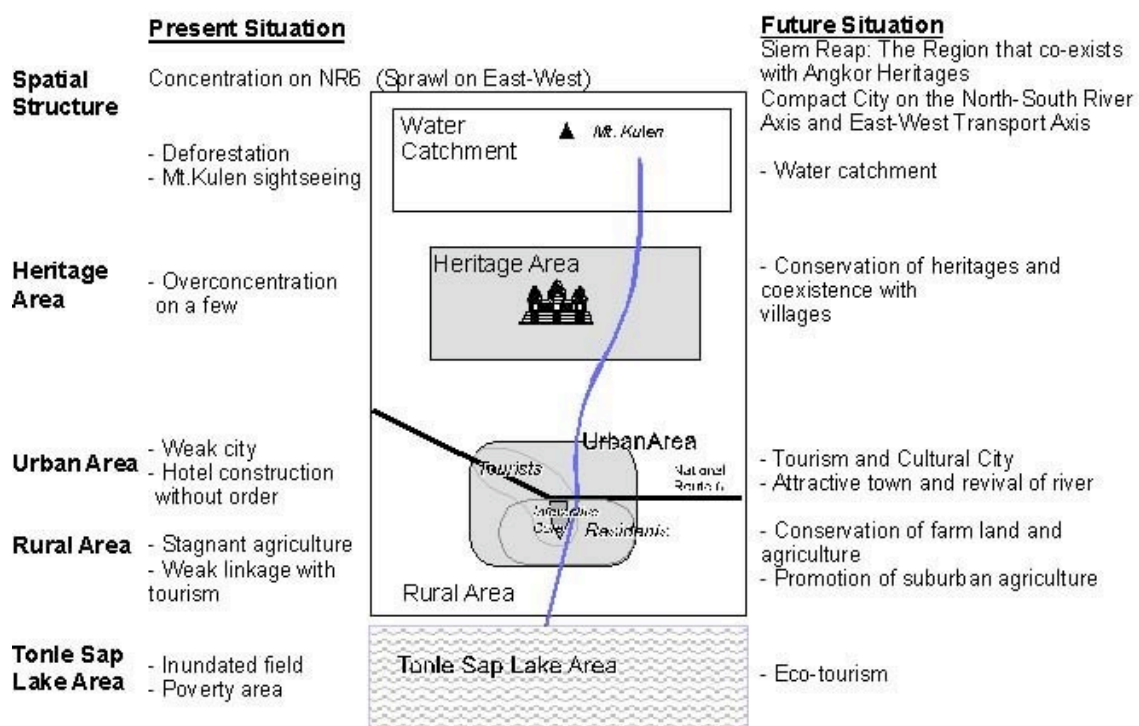 Present Situation
Future Situation
Spatial
Structure
Concentration on NR6 (Sprawl on East-West)
Siem Reap: The Region that co-exists
with Angkor Heritages
Compact City on the North-South River
Axis and East-West Transport Axis
- Deforestation
- Mt.Kulen sightseeing
Water
Catchment
Mt. Kulen
- Water catchment
Heritage
Area
- Overconcentration
on a few
Heritage Area
- Conservation of heritages and
coexistence with
villages
Urban Area
- Weak city
- Hotel construction
without order
Urban Area
Tourists
National
Route 6
Residents
- Tourism and Cultural City
- Attractive town and revival of river
Rural Area
- Stagnant agriculture
- Weak linkage with
tourism
Rural Area
- Conservation of farm land and
agriculture
- Promotion of suburban agriculture
Tonle Sap
Lake Area
- Inundated field
- Poverty area
Tonle Sap Lake Area
- Eco-tourism